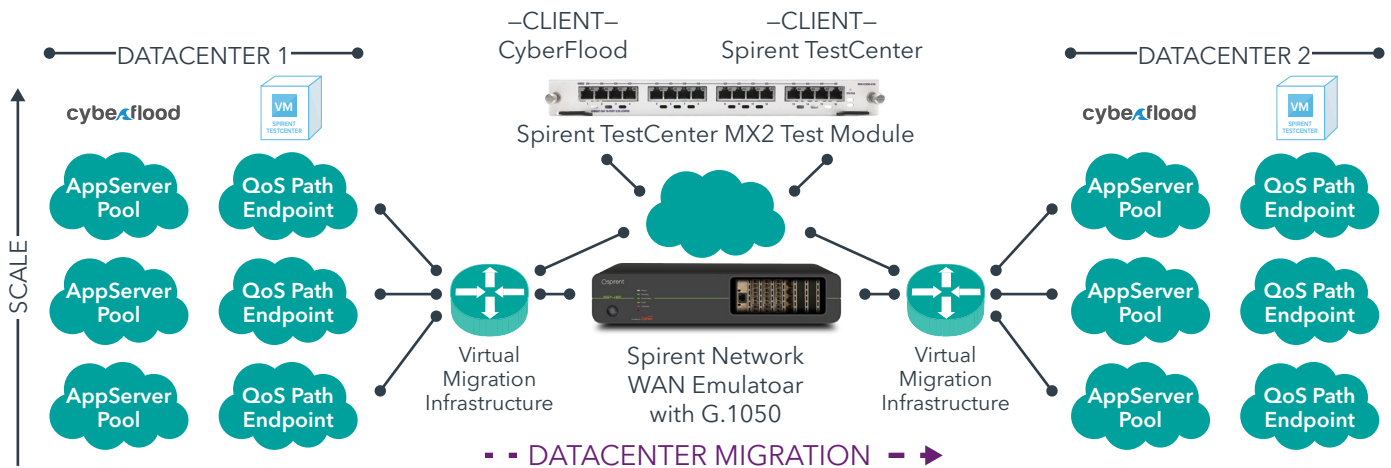 –CLIENT–
CyberFlood
–CLIENT–
Spirent TestCenter
DATACENTER 1
DATACENTER 2
cyberflood
VM
SPIRENT
TESTCENTER
Spirent TestCenter MX2 Test Module
cyberflood
VM
SPIRENT
TESTCENTER
SCALE
AppServer
Pool
QoS Path
Endpoint
AppServer
Pool
QoS Path
Endpoint
AppServer
Pool
QoS Path
Endpoint
spirent
Virtual
Migration
Infrastructure
Spirent Network
WAN Emulatoar
with G.1050
Virtual
Migration
Infrastructure
AppServer
Pool
QoS Path
Endpoint
AppServer
Pool
QoS Path
Endpoint
AppServer
Pool
QoS Path
Endpoint
DATACENTER MIGRATION